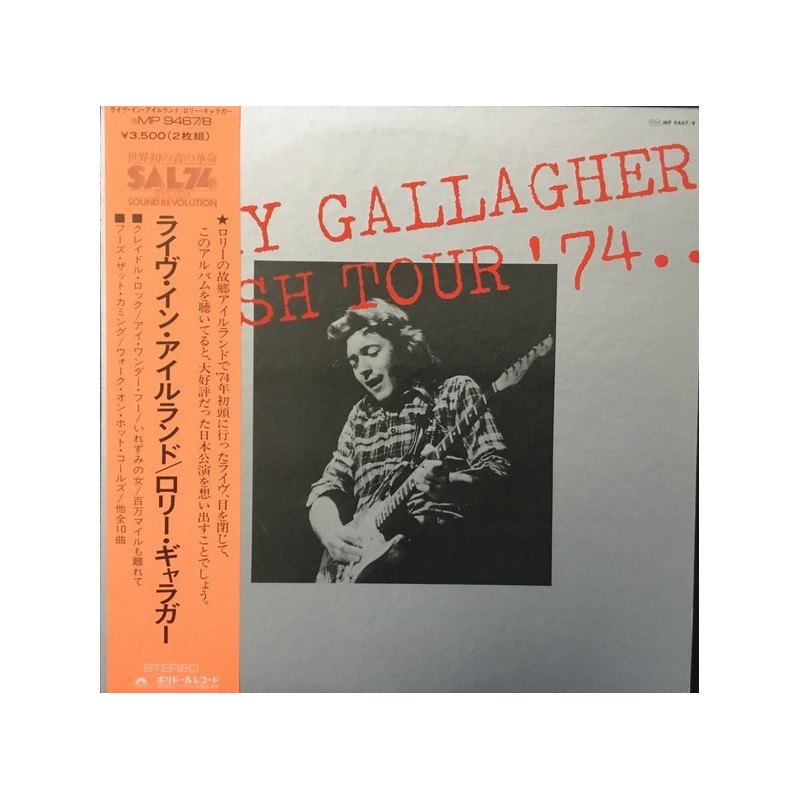 ライヴ・イン・アイルランド/ロリー・ギャラガー
MP 9467/8
¥3,500(2枚組)
世界初の音の革命
SAL74
SYSTEM
SOUND REVOLUTION
★ロリーの故郷アイルランドで'74年初頭に行ったライヴ、目を閉じて、
このアルバムを聴いてると、大好評だった日本公演を想い出すことでしょう。
ライヴ・イン・アイルランド/ロリー・ギャラガー
■クレイドル・ロック/アイ・ワンダー・フー/いれずみの女/百万マイルも離れて
■フーズ・ザット・カミング/ウォーク・オン・ホット・コールズ/他全10曲
STEREO
ポリドールレコード
MP 9467/8
Y GALLAGHER
SH TOUR '74..